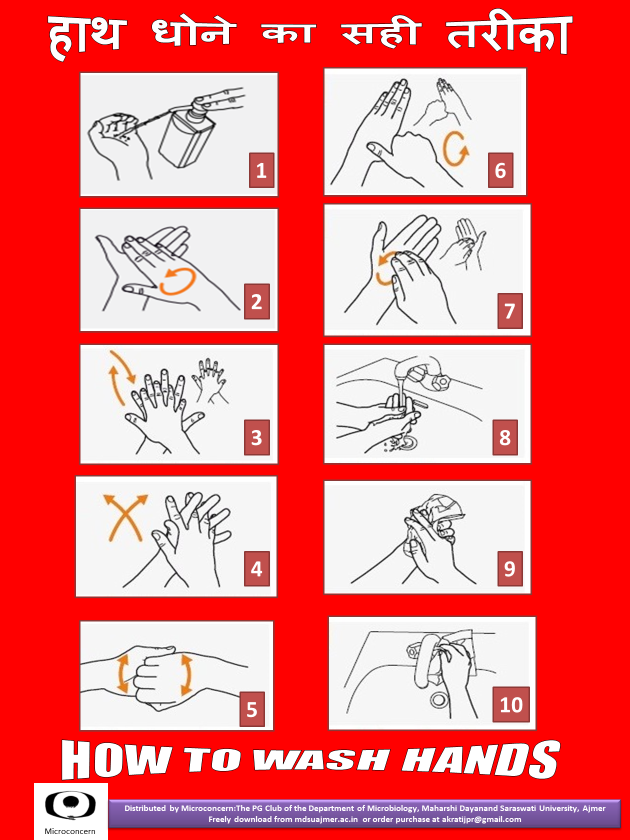 हाथ धोने का सही तरीका
1
2
3
4
5
6
7
8
9
10
HOW TO WASH HANDS
Microconcern
Distributed by Microconcern:The PG Club of the Department of Microbiology, Maharshi Dayanand Saraswati University, Ajmer
Freely download from mdsuajmer.ac.in or order purchase at akratijpr@gmail.com